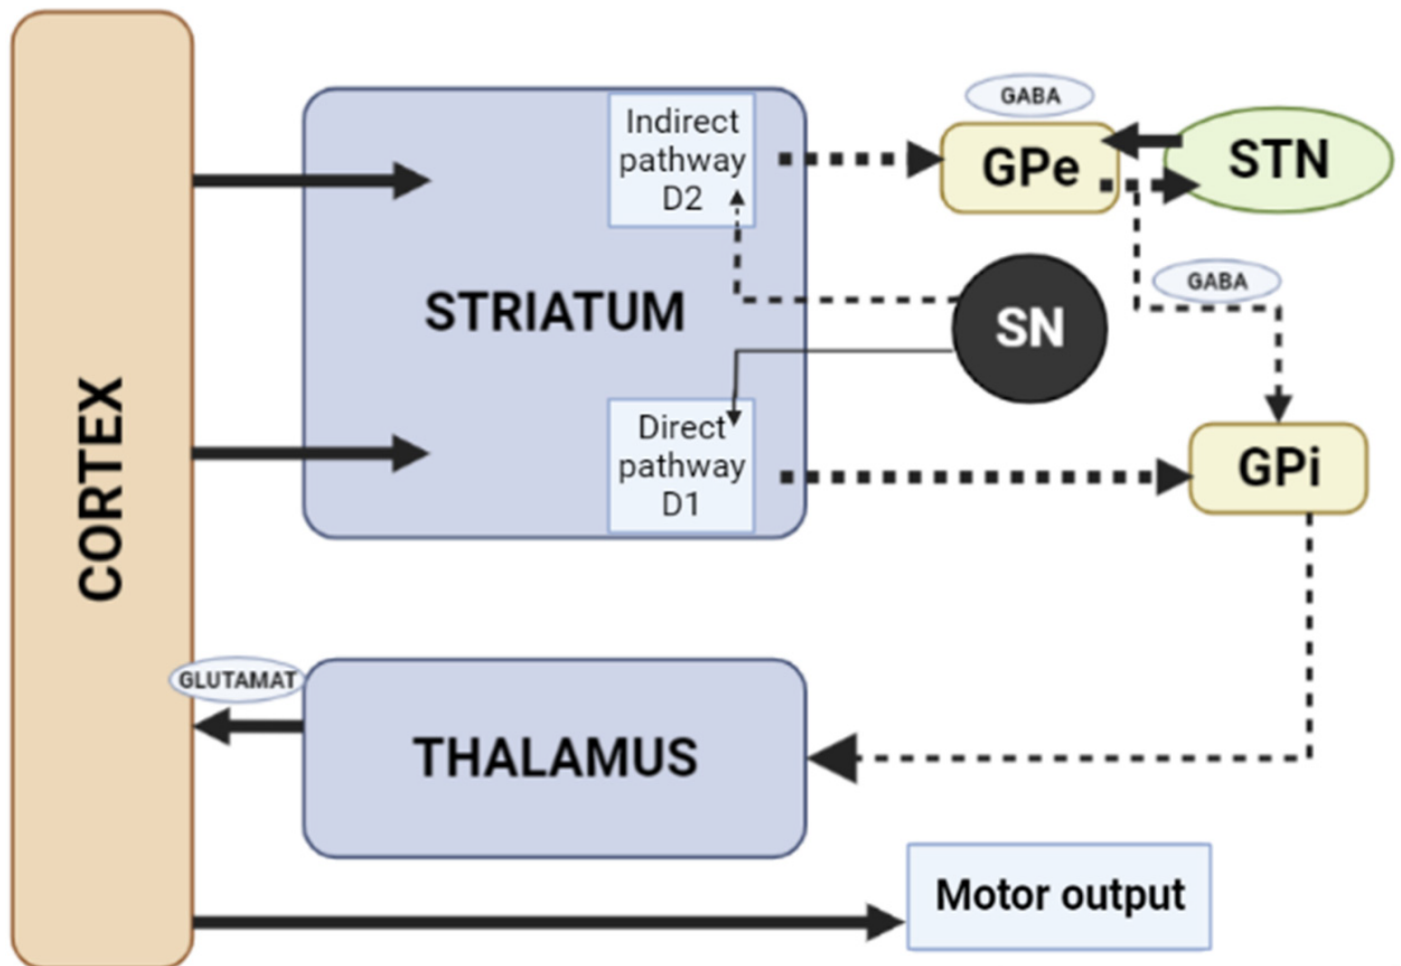 CORTEX
STRIATUM
Indirect
pathway
D2
Direct
pathway
D1
GABA
GPe
STN
SN
GABA
GPi
GLUTAMAT
THALAMUS
Motor output